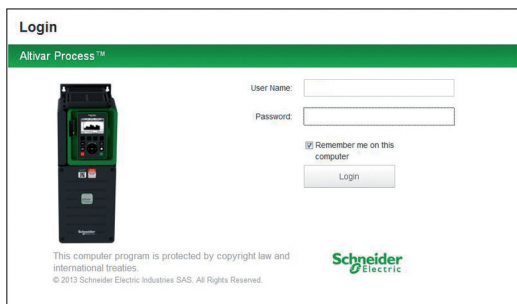 Login
Altivar Process™
User Name:
Password:
Remember me on this
computer
Login
This computer program is protected by copyright law and
international treaties.
© 2013 Schneider Electric Industries SAS. All Rights Reserved.
Schneider
Electric